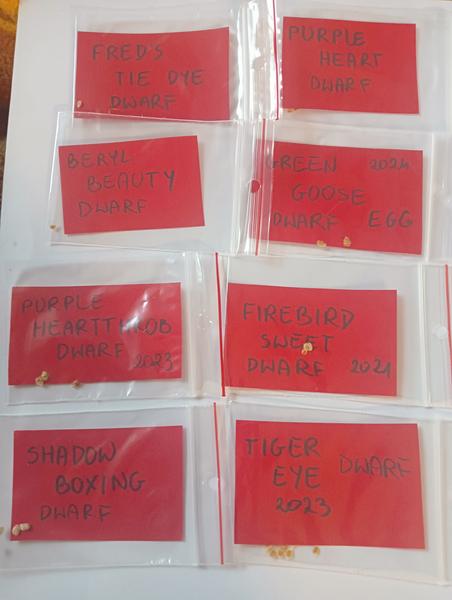 FRED'S
TIE DYE
DWARF
PURPLE
HEART
DWARF
BERYL
BEAUTY
DWARF
GREEN 2024
GOOSE
DWARF EGG
PURPLE
HEARTTHROB
DWARF 2023
FIREBIRD
SWEET
DWARF 2021
SHADOW
BOXING
DWARF
TIGER
EYE DWARF
2023